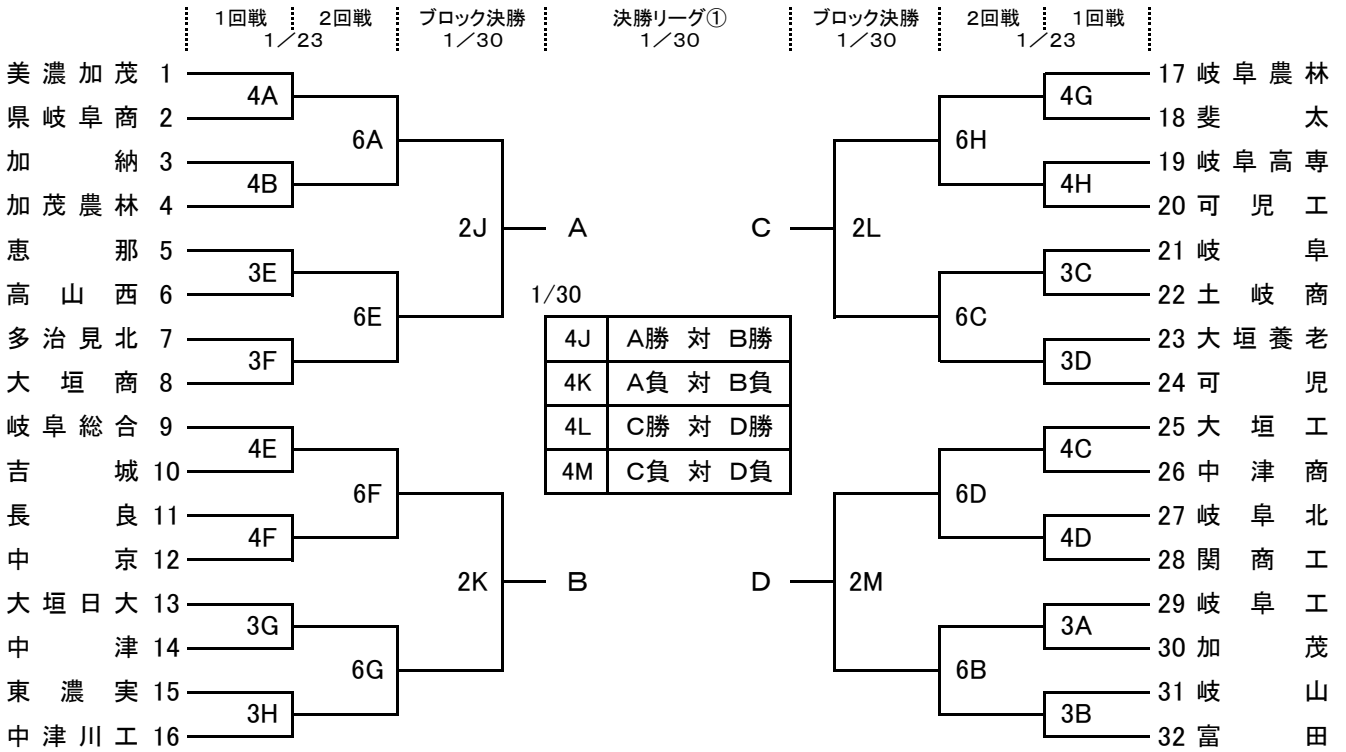 1回戦 2回戦 ブロック決勝 決勝リーグ① ブロック決勝 2回戦 1回戦
1/23 1/30 1/30 1/30 1/23
美濃加茂 1
4A
県岐阜商 2
6A
加納 3
4B
加茂農林 4
2J A
恵那 5
3E
高山西 6
6E
多治見北 7
3F
大垣商 8
岐阜総合 9
4E
吉城 10
6F
長良 11
4F
中京 12
2K B
大垣日大 13
3G
中津 14
6G
東濃実 15
3H
中津川工 16
1/30
4J A勝 対 B勝
4K A負 対 B負
4L C勝 対 D勝
4M C負 対 D負
17 岐阜農林
4G
18 斐太
6H
19 岐阜高専
4H
20 可児工
C 2L
21 岐阜
3C
22 土岐商
6C
23 大垣養老
3D
24 可児
25 大垣工
4C
26 中津商
6D
27 岐阜北
4D
28 関商工
D 2M
29 岐阜工
3A
30 加茂
6B
31 岐山
3B
32 富田